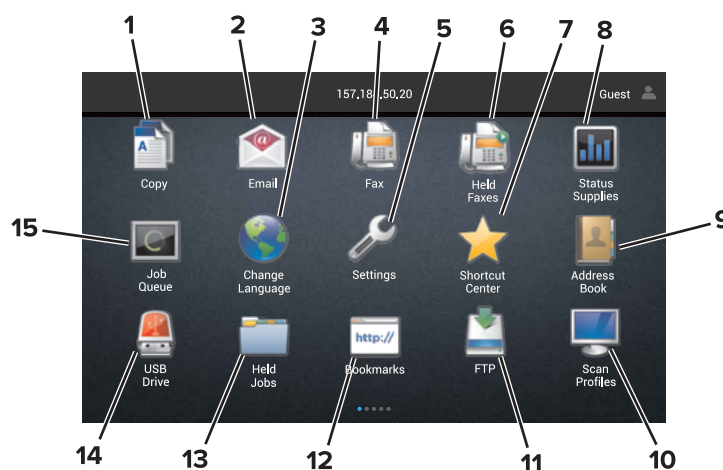 1 2 3 4 5 6 7 8
Guest
A
@
Copy Email Fax Held Status
Faxes Supplies
15
9
Job Change Settings Shortcut Address
Queue Language Center Book
http://
USB Held Bookmarks FTP Scan
Drive Jobs Profiles
14 13 12 11 10